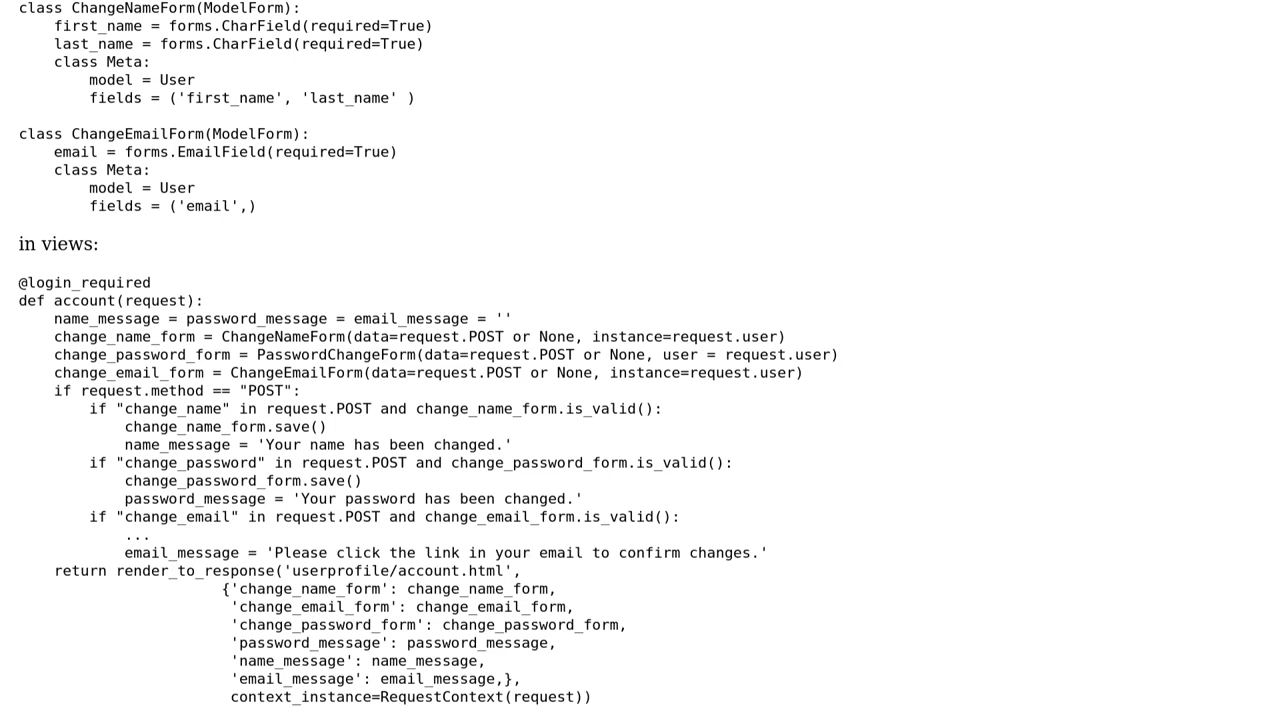 class ChangeNameForm(ModelForm):
    first_name = forms.CharField(required=True)
    last_name = forms.CharField(required=True)
    class Meta:
        model = User
        fields = ('first_name', 'last_name' )

class ChangeEmailForm(ModelForm):
    email = forms.EmailField(required=True)
    class Meta:
        model = User
        fields = ('email',)

in views:

@login_required
def account(request):
    name_message = password_message = email_message = ''
    change_name_form = ChangeNameForm(data=request.POST or None, instance=request.user)
    change_password_form = PasswordChangeForm(data=request.POST or None, user = request.user)
    change_email_form = ChangeEmailForm(data=request.POST or None, instance=request.user)
    if request.method == "POST":
        if "change_name" in request.POST and change_name_form.is_valid():
            change_name_form.save()
            name_message = 'Your name has been changed.'
        if "change_password" in request.POST and change_password_form.is_valid():
            change_password_form.save()
            password_message = 'Your password has been changed.'
        if "change_email" in request.POST and change_email_form.is_valid():
            ...
            email_message = 'Please click the link in your email to confirm changes.'
    return render_to_response('userprofile/account.html',
                       {'change_name_form': change_name_form,
                        'change_email_form': change_email_form,
                        'change_password_form': change_password_form,
                        'password_message': password_message,
                        'name_message': name_message,
                        'email_message': email_message,},
                        context_instance=RequestContext(request))